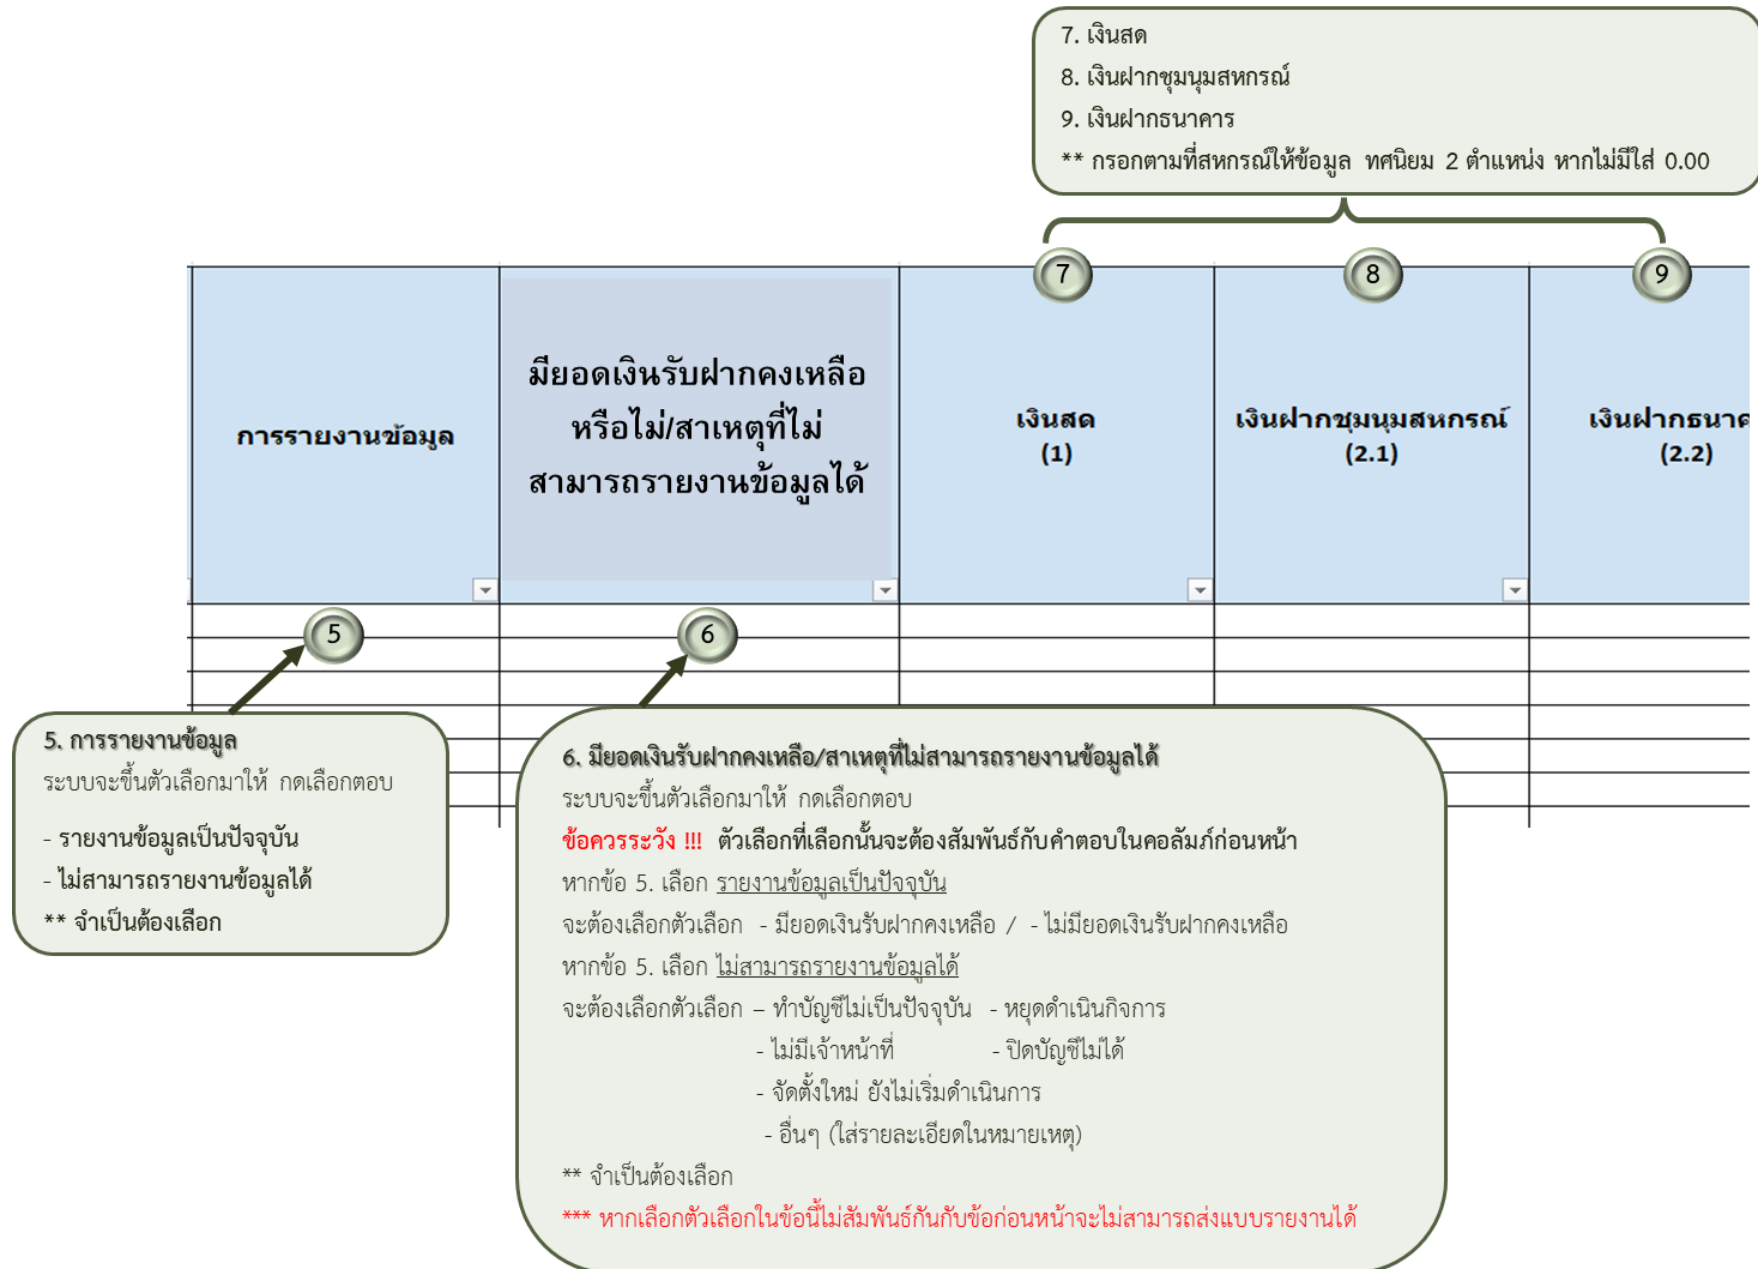 7. เงินสด
8. เงินฝากชุมนุมสหกรณ์
9. เงินฝากธนาคาร
** กรอกตามที่สหกรณ์ให้ข้อมูล ทศนิยม 2 ตำแหน่ง หากไม่มีใส่ 0.00
7
8
9
การรายงานข้อมูล
มียอดเงินรับฝากคงเหลือ
หรือไม่/สาเหตุที่ไม่
สามารถรายงานข้อมูลได้
เงินสด
(1)
เงินฝากชุมนุมสหกรณ์
(2.1)
เงินฝากธนาค
(2.2)
5
6
5. การรายงานข้อมูล
ระบบจะขึ้นตัวเลือกมาให้ กดเลือกตอบ
- รายงานข้อมูลเป็นปัจจุบัน
- ไม่สามารถรายงานข้อมูลได้
** จำเป็นต้องเลือก
6. มียอดเงินรับฝากคงเหลือ/สาเหตุที่ไม่สามารถรายงานข้อมูลได้
ระบบจะขึ้นตัวเลือกมาให้ กดเลือกตอบ
ข้อควรระวัง !!! ตัวเลือกที่เลือกนั้นจะต้องสัมพันธ์กับคำตอบในคอลัมภ์ก่อนหน้า
หากข้อ 5. เลือก รายงานข้อมูลเป็นปัจจุบัน
จะต้องเลือกตัวเลือก - มียอดเงินรับฝากคงเหลือ / - ไม่มียอดเงินรับฝากคงเหลือ
หากข้อ 5. เลือก ไม่สามารถรายงานข้อมูลได้
จะต้องเลือกตัวเลือก – ทำบัญชีไม่เป็นปัจจุบัน - หยุดดำเนินกิจการ
- ไม่มีเจ้าหน้าที่ - ปิดบัญชีไม่ได้
- จัดตั้งใหม่ ยังไม่เริ่มดำเนินการ
- อื่นๆ (ใส่รายละเอียดในหมายเหตุ)
** จำเป็นต้องเลือก
*** หากเลือกตัวเลือกในข้อนี้ไม่สัมพันธ์กันกับข้อก่อนหน้าจะไม่สามารถส่งแบบรายงานได้